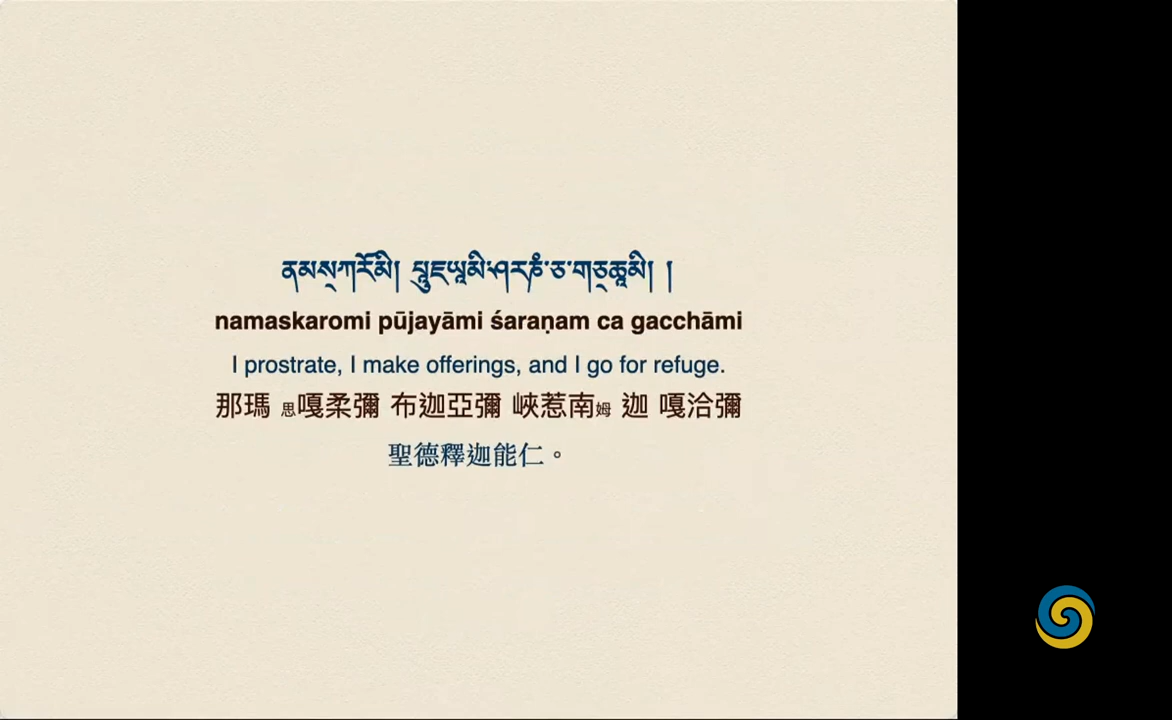 ནམསྐརོམི། པཱུཇཡཱམི་ཤརཎཾ་ཅ་གཙྪཱམི། །
namaskaromi pūjayāmi śaraṇam ca gacchāmi
I prostrate, I make offerings, and I go for refuge.
那瑪 思嘎柔彌 布迦亞彌 峽惹南姆 迦 嘎洽彌
聖德釋迦能仁。